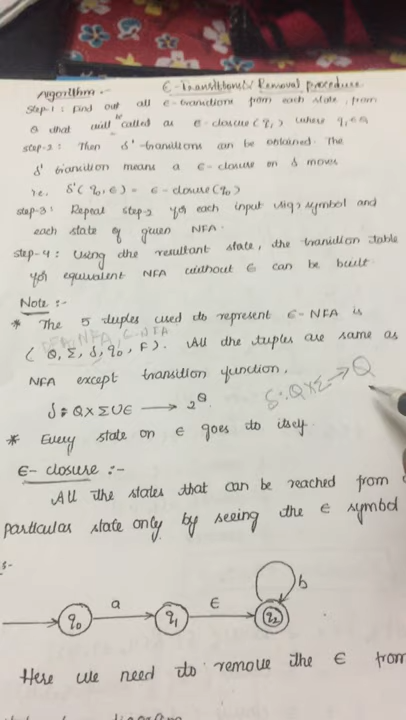 Algorithm:- ε-Transitions Removal procedure
Step-1: Find out all ε-transitions from each state from
Q that will be called as ε-closure(q, ) where q, ∈ Q
step-2: Then δ' transitions can be obtained. The
δ' transition means a ε-closure on δ moves
i.e. δ'(q0, ε) = ε-closure(q0)
step-3: Repeat step-2 for each input symbol and
each state of given NFA.
step-4: Using the resultant state, the transition table
for equivalent NFA without ε can be built.
Note :-
* The 5 tuples used to represent ε-NFA is
NFA,
(Q, Σ, δ, q0, F). All the tuples are same as
NFA except transition function.
δ: Q×Σ → Q
δ: Q×Σ∪ε → 2^Q
* Every state on ε goes to itself.
ε-closure :-
All the states that can be reached from
particular state only by seeing the ε symbol
s-
q0 a q1 ε q2 b
Here we need to remove the ε from
diagram